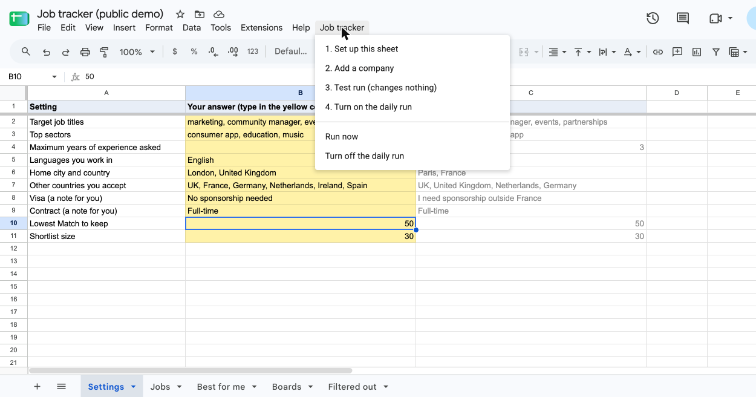 Job tracker (public demo)
File Edit View Insert Format Data Tools Extensions Help Job tracker
100% $ % .0 .00 123 Defaul...
B10 fx 50
A B C D E
1 Setting Your answer (type in the yellow
2 Target job titles marketing, community manager, eve nager, events, partnerships
3 Top sectors consumer app, education, music app
4 Maximum years of experience asked 3
5 Languages you work in English
6 Home city and country London, United Kingdom Paris, France
7 Other countries you accept UK, France, Germany, Netherlands, Ireland, Spain UK, United Kingdom, Netherlands, Germany
8 Visa (a note for you) No sponsorship needed I need sponsorship outside France
9 Contract (a note for you) Full-time Full-time
10 Lowest Match to keep 50 50
11 Shortlist size 30 30
12
13
14
15
16
17
18
19
20
21
1. Set up this sheet
2. Add a company
3. Test run (changes nothing)
4. Turn on the daily run
Run now
Turn off the daily run
Settings Jobs Best for me Boards Filtered out